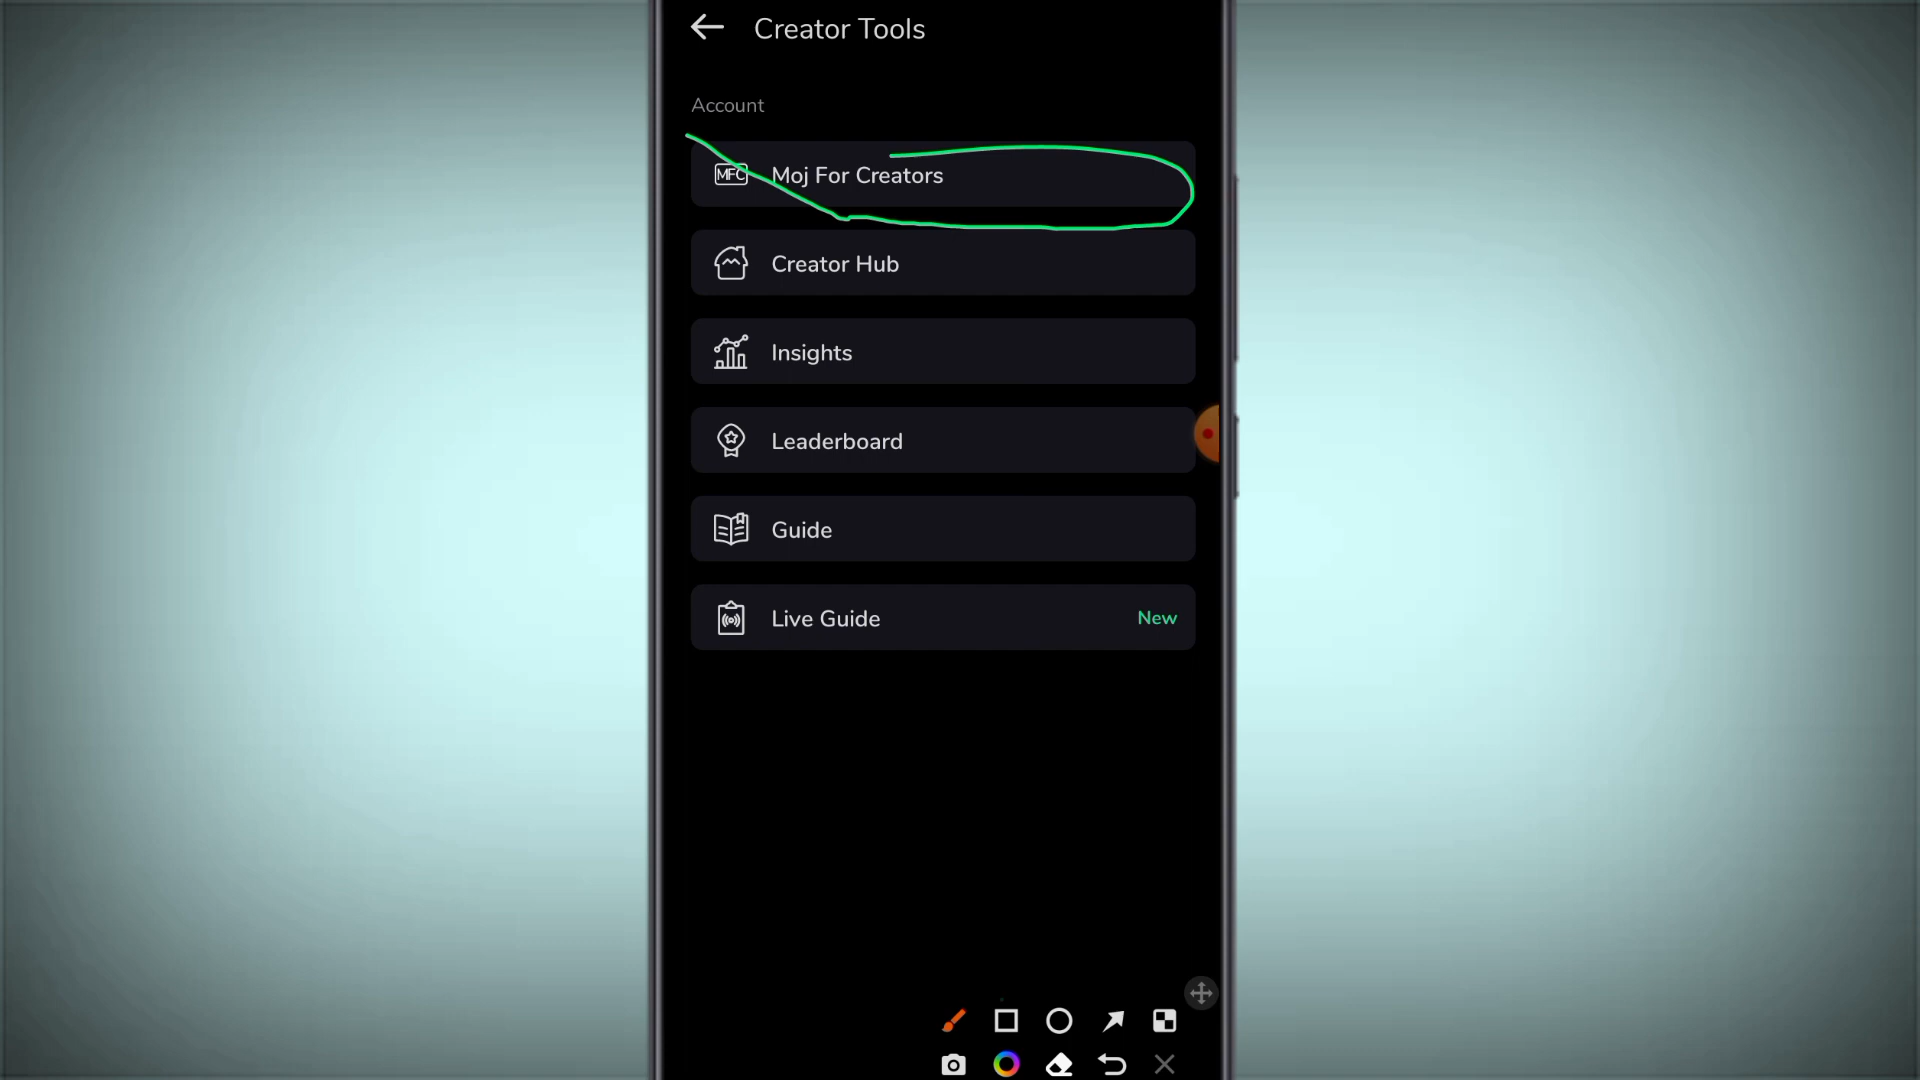 Creator Tools
Account
MFC Moj For Creators
Creator Hub
Insights
Leaderboard
Guide
Live Guide New